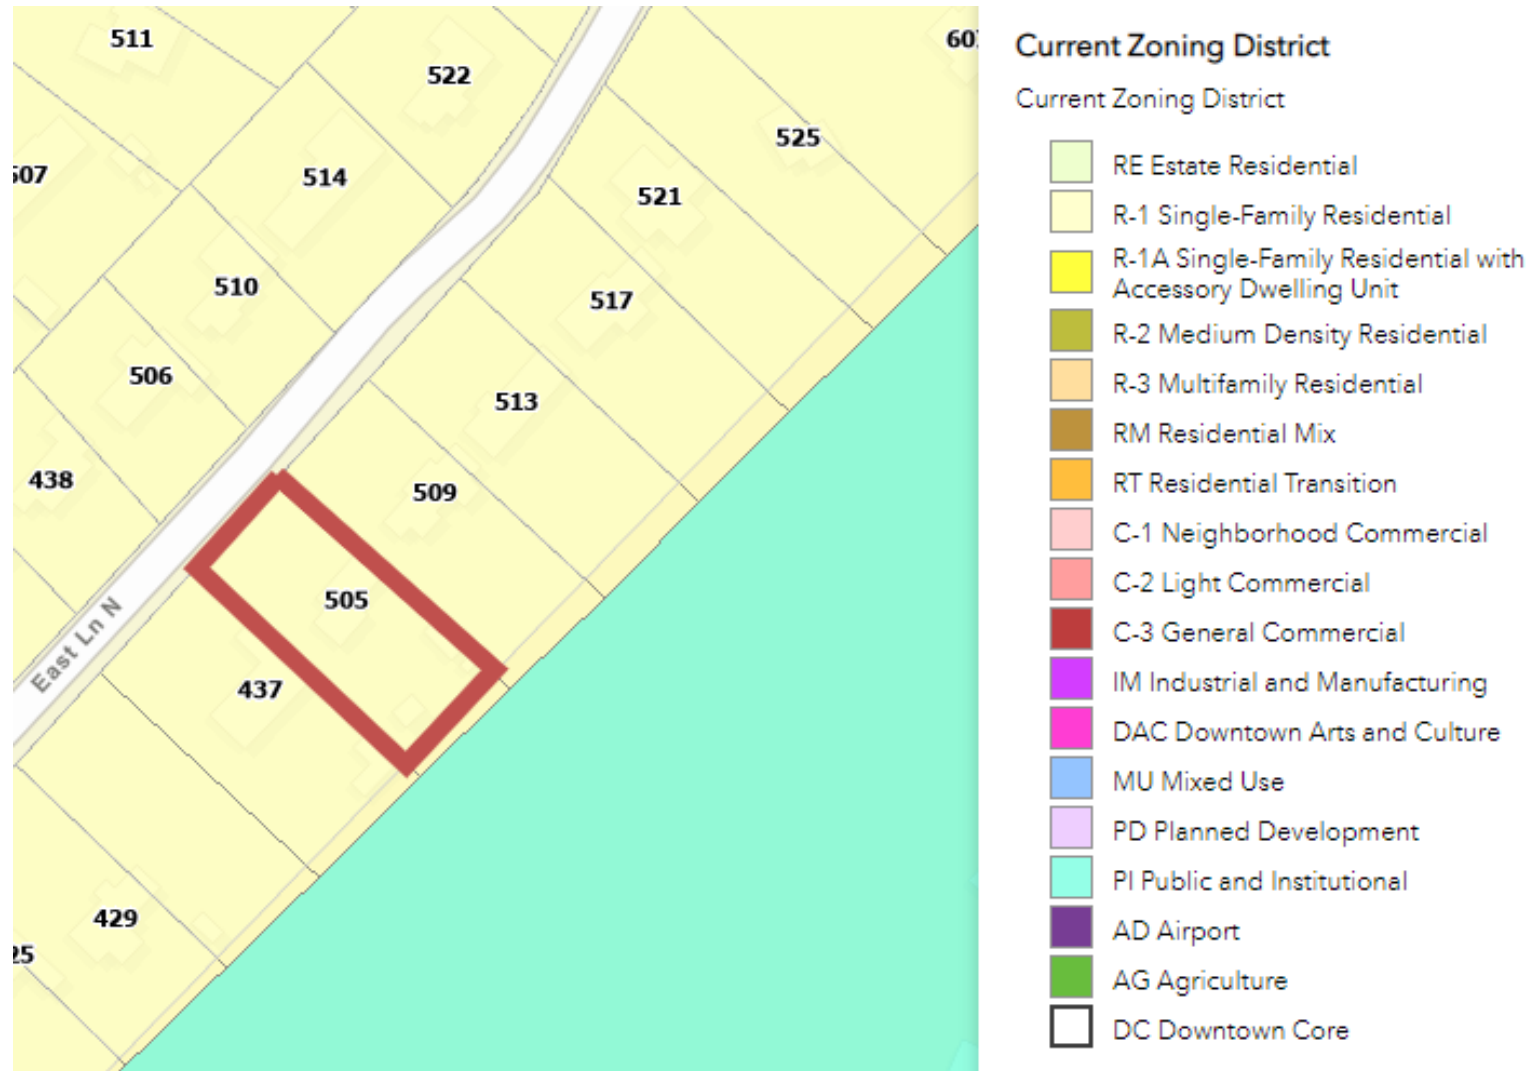 511
522
603
525
507
514
521
510
517
506
513
438
509
505
East Ln N
437
429
25
Current Zoning District
Current Zoning District
RE Estate Residential
R-1 Single-Family Residential
R-1A Single-Family Residential with
Accessory Dwelling Unit
R-2 Medium Density Residential
R-3 Multifamily Residential
RM Residential Mix
RT Residential Transition
C-1 Neighborhood Commercial
C-2 Light Commercial
C-3 General Commercial
IM Industrial and Manufacturing
DAC Downtown Arts and Culture
MU Mixed Use
PD Planned Development
PI Public and Institutional
AD Airport
AG Agriculture
DC Downtown Core